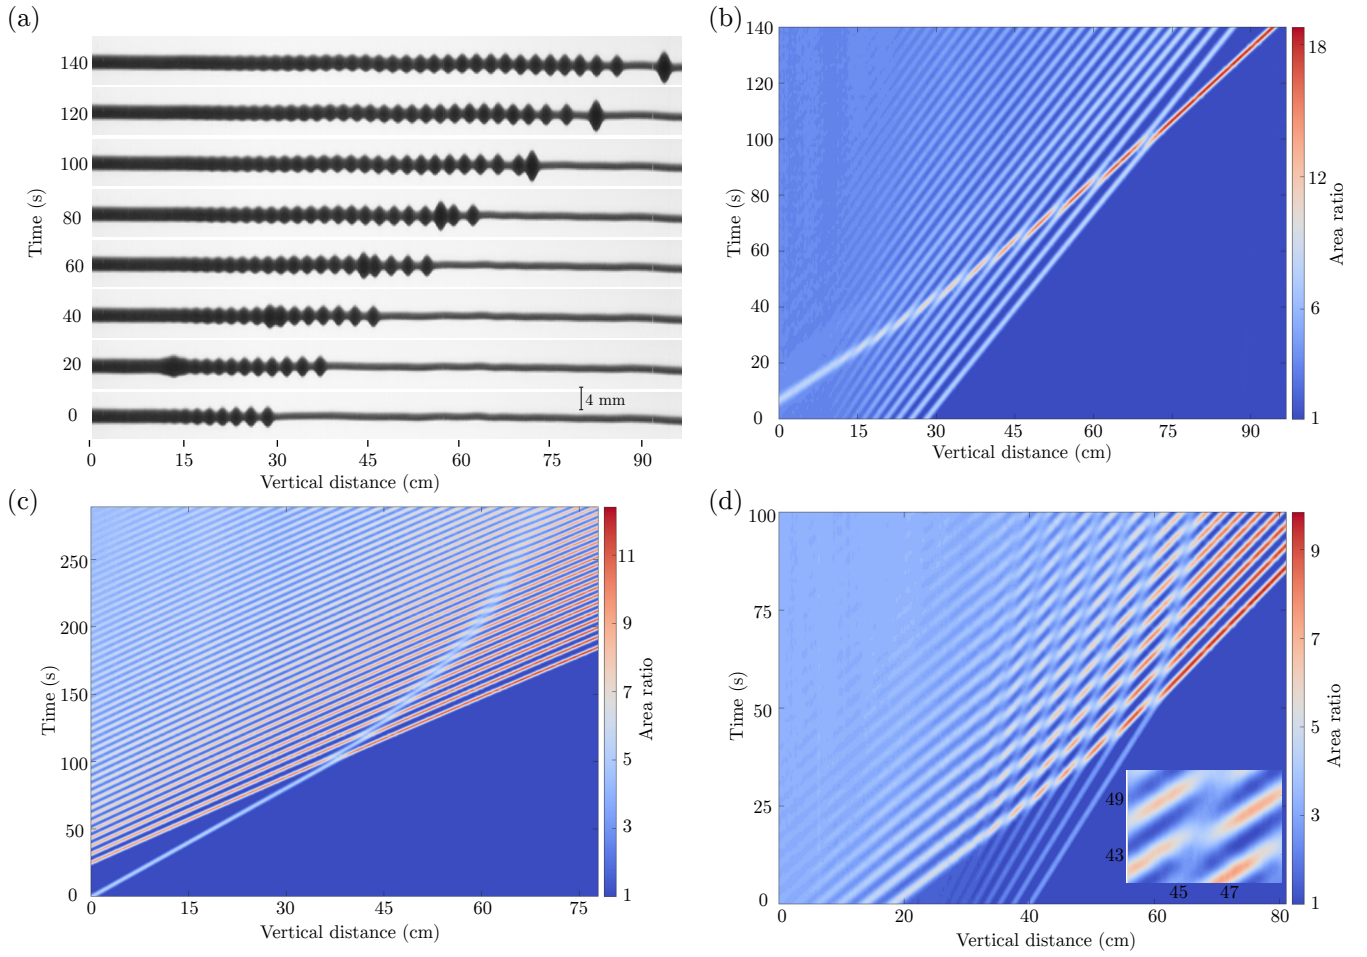 (a)
Time (s)
140
120
100
80
60
40
20
0
4 mm
0 15 30 45 60 75 90
Vertical distance (cm)
(b)
Time (s)
140
120
100
80
60
40
20
0
0 15 30 45 60 75 90
Vertical distance (cm)
18
12
6
1
Area ratio
(c)
Time (s)
250
200
150
100
50
0
0 15 30 45 60 75
Vertical distance (cm)
11
9
7
5
3
1
Area ratio
(d)
Time (s)
100
75
50
25
0
0 20 40 60 80
Vertical distance (cm)
49
43
45 47
9
7
5
3
1
Area ratio